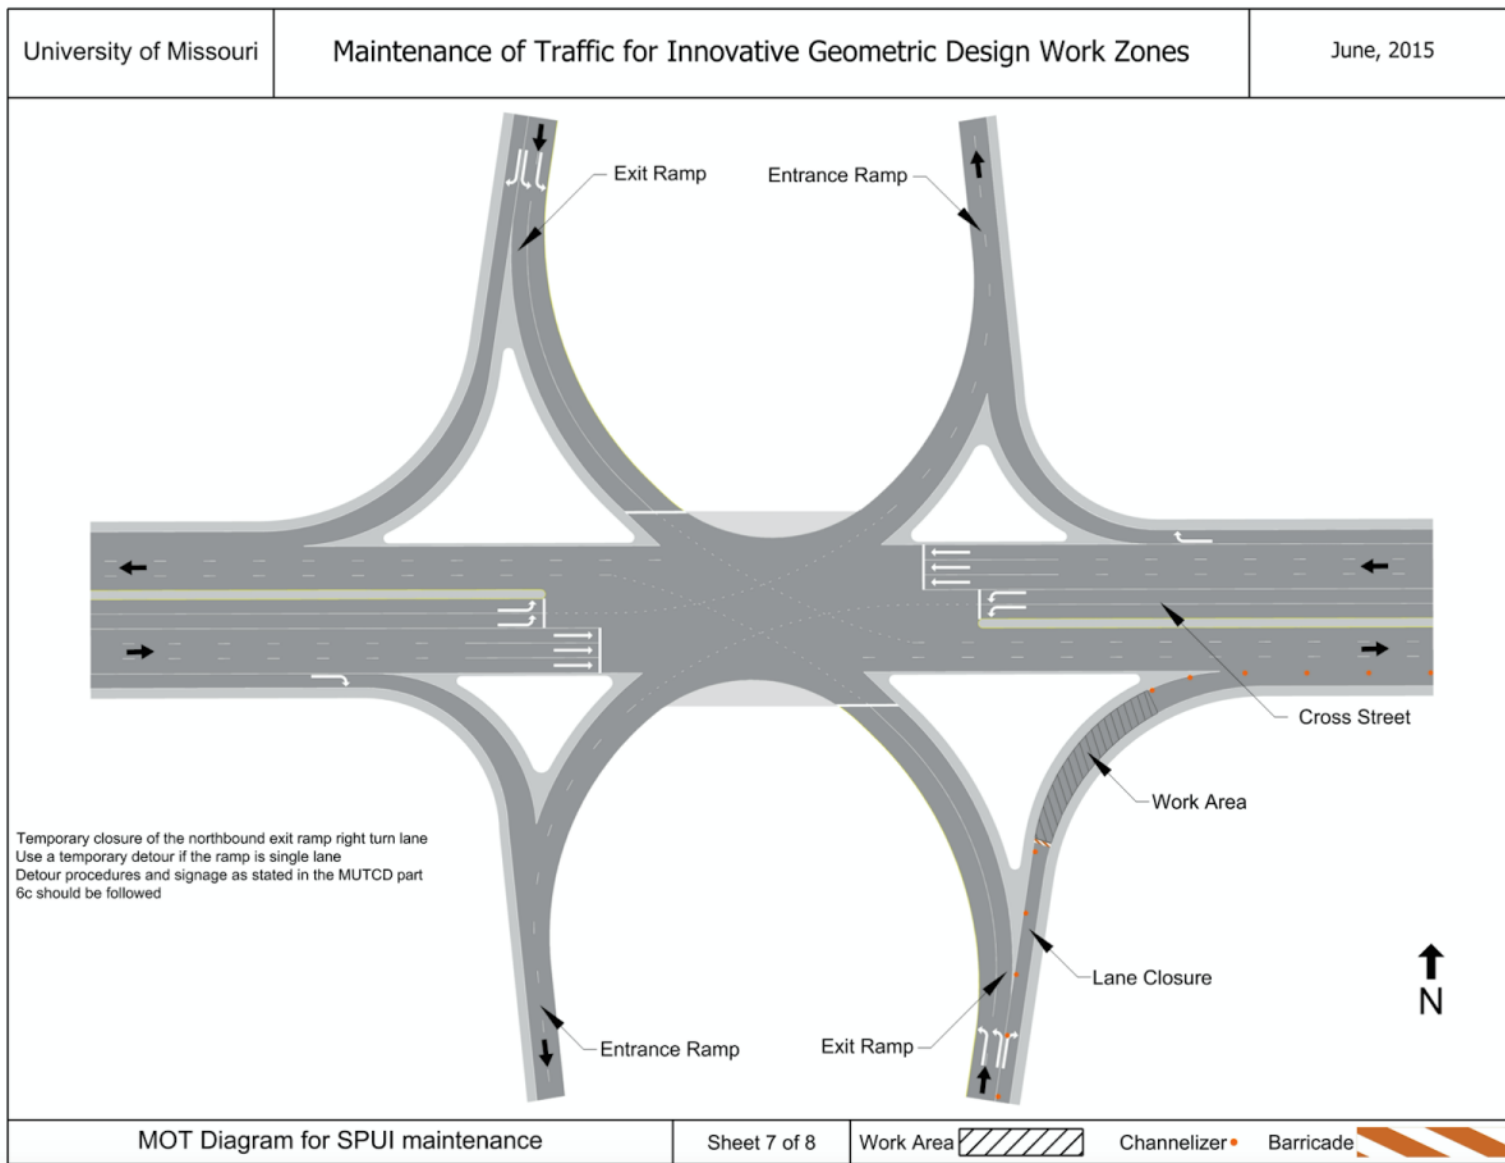 University of Missouri
Maintenance of Traffic for Innovative Geometric Design Work Zones
June, 2015
Exit Ramp
Entrance Ramp
Cross Street
Work Area
Temporary closure of the northbound exit ramp right turn lane
Use a temporary detour if the ramp is single lane
Detour procedures and signage as stated in the MUTCD part
6c should be followed
Lane Closure
N
Entrance Ramp
Exit Ramp
MOT Diagram for SPUI maintenance
Sheet 7 of 8
Work Area
Channelizer
Barricade